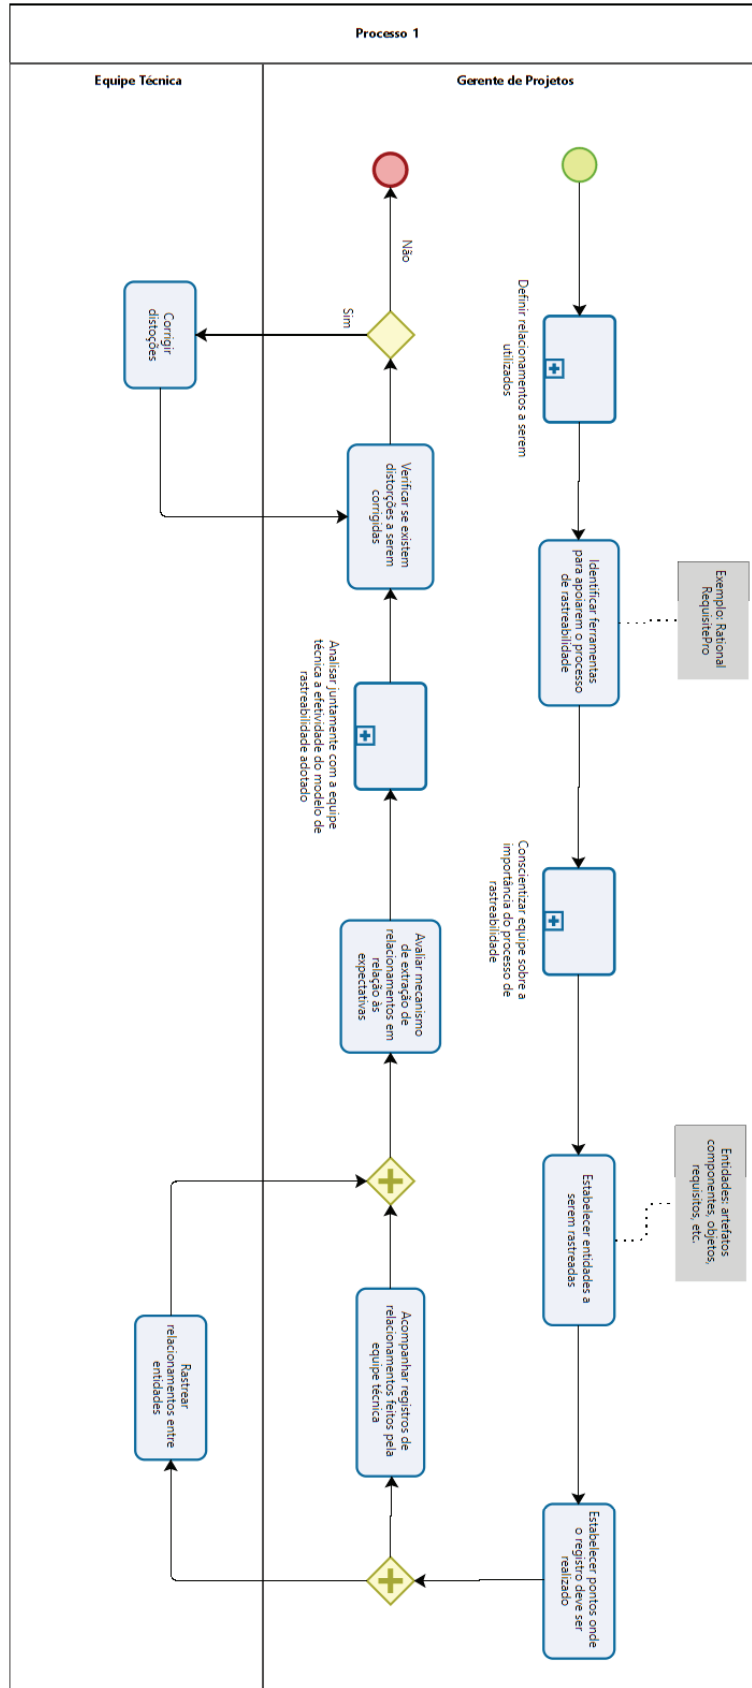 Processo 1
Equipe Técnica
Gerente de Projetos
Definir relacionamentos a serem
utilizados
Identificar ferramentas
para apoiarem o processo
de rastreabilidade
Exemplo: Rational
RequisitePro
Conscientizar equipe sobre a
importância do processo de
rastreabilidade
Estabelecer entidades a
serem rastreadas
Entidades: artefatos
componentes, objetos,
requisitos, etc.
Estabelecer pontos onde
o registro deve ser
realizado
Acompanhar registros de
relacionamentos feitos pela
equipe técnica
Rastrear
relacionamentos entre
entidades
Avaliar mecanismo
de extração de
relacionamentos em
relação às
expectativas
Analisar juntamente com a equipe
técnica a efetividade do modelo de
rastreabilidade adotado
Verificar se existem
distorções a serem
corrigidas
Sim
Não
Corrigir
distoções